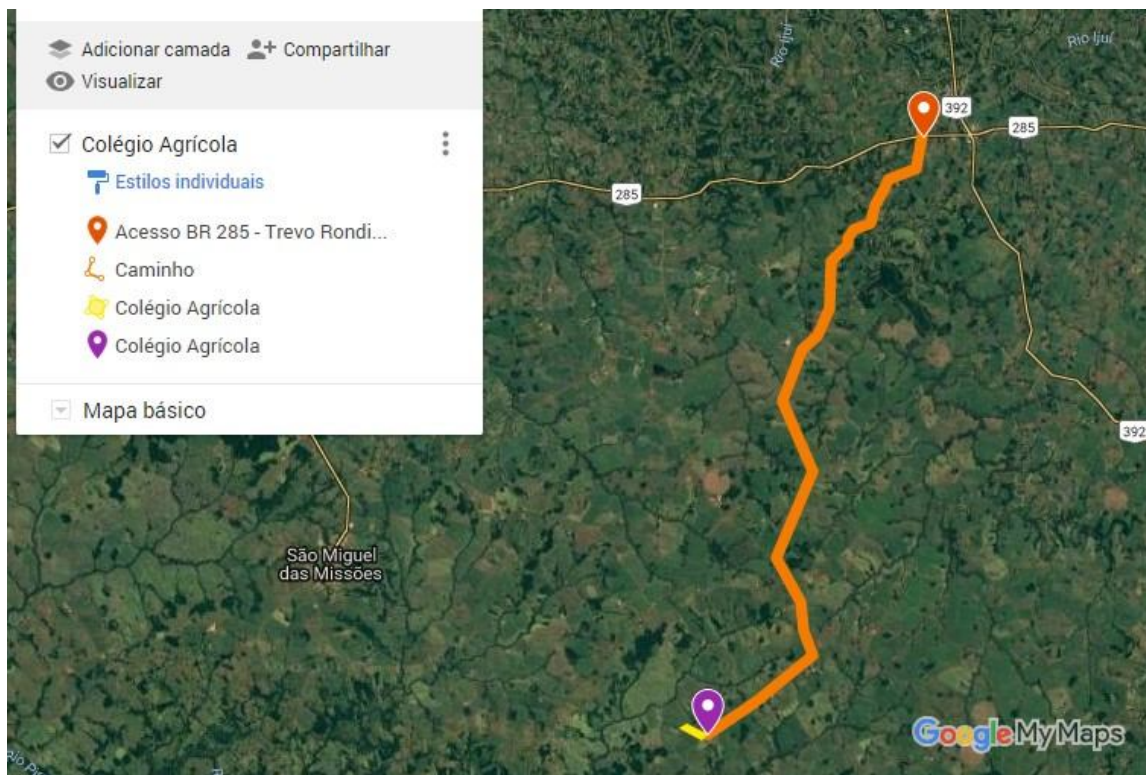 Adicionar camada Compartilhar
Visualizar
Colégio Agrícola
Estilos individuais
Acesso BR 285 - Trevo Rondi...
Caminho
Colégio Agrícola
Colégio Agrícola
Mapa básico
Rio Ijuí
Rio Ijuí
392
285
285
392
São Miguel
das Missões
Google My Maps